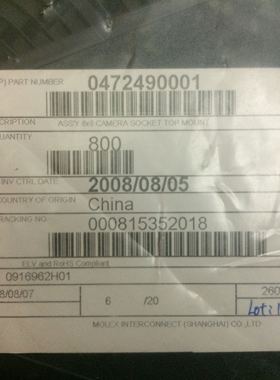 P) PART NUMBER 0472490001
ASSY 8x8 CAMERA SOCKET TOP MOUNT
QUANTITY 800
INV CTRL DATE 2008/08/05
COUNTRY OF ORIGIN China
TRACKING NO 000815352018
ELV and RoHS Compliant
0916962H01
8/08/07 6 /20 260
Lot:
MOLEX INTERCONNECT (SHANGHAI) CO.,LTD